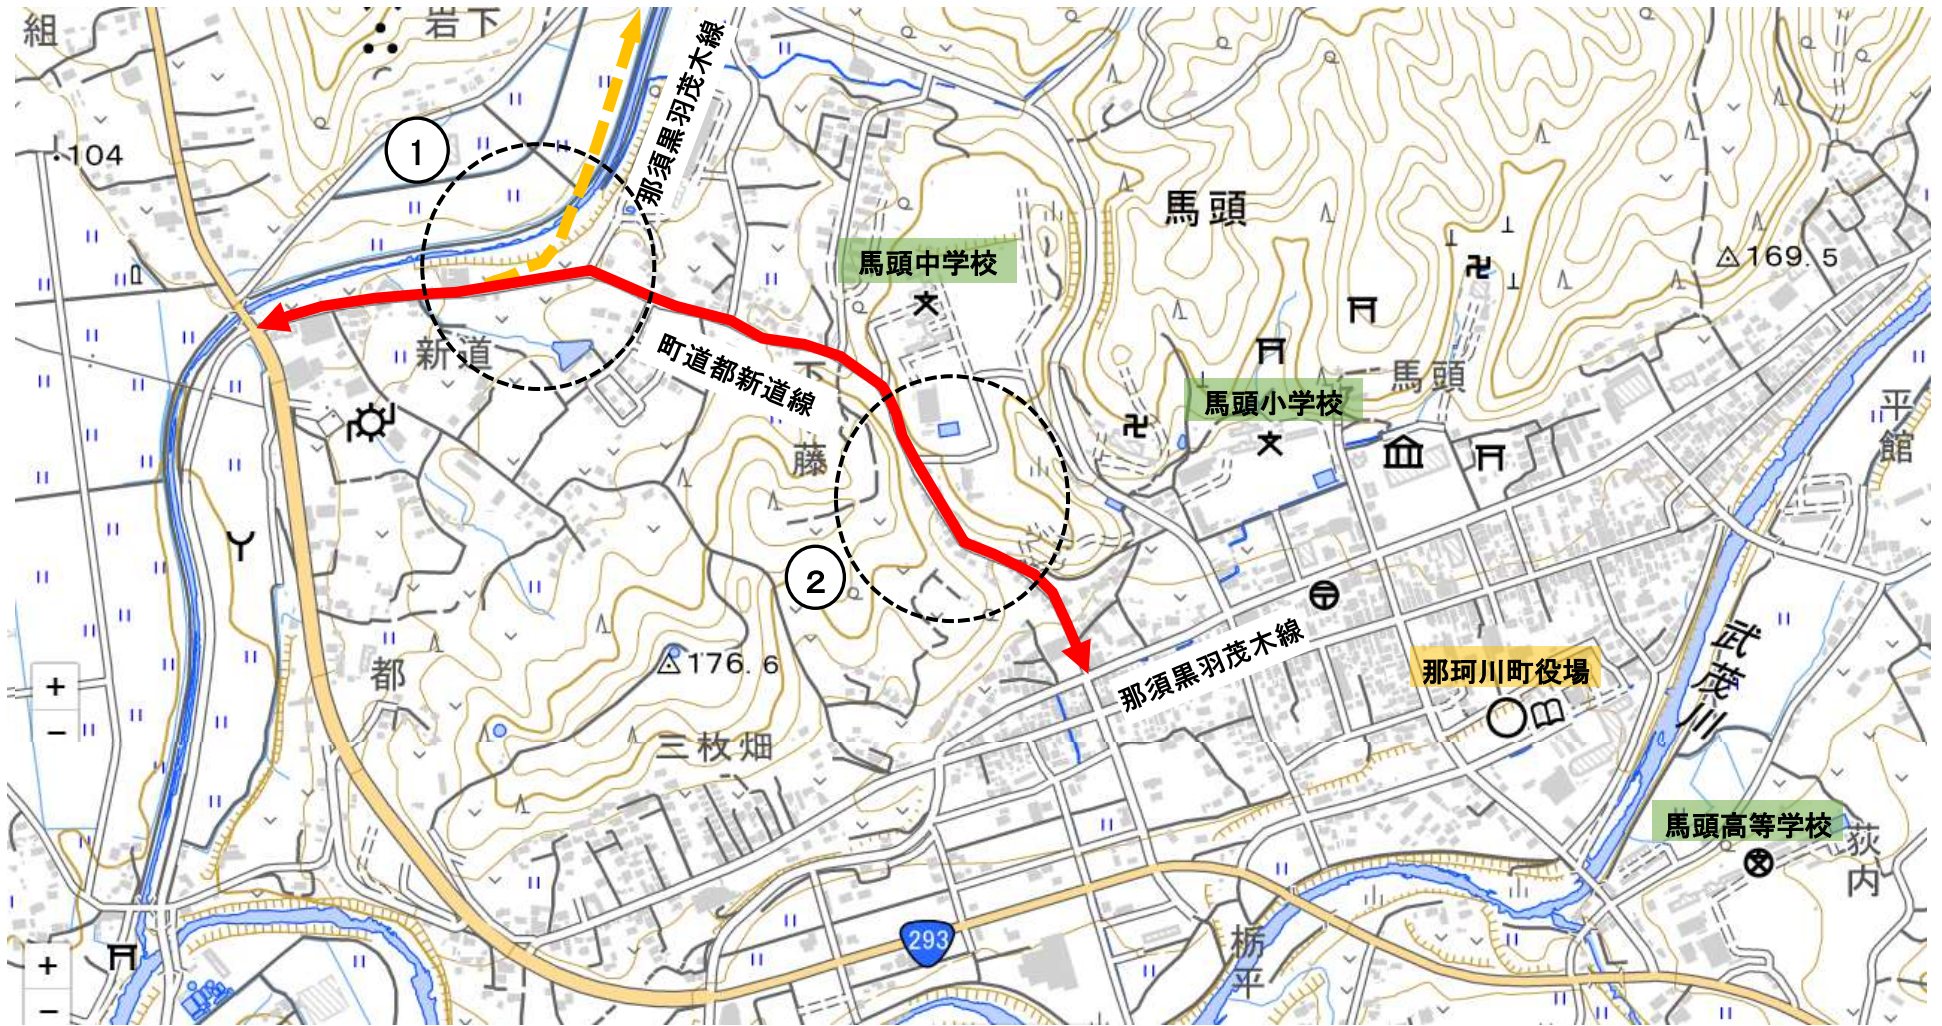 組
岩下
那須黒羽茂木線
104
1
馬頭
169.5
馬頭中学校
新道
町道都新道線
下
藤
馬頭
馬頭小学校
平館
2
那須黒羽茂木線
武茂川
都
176.6
那珂川町役場
三枚畑
馬頭高等学校
荻内
293
栃平
+
−
+
−